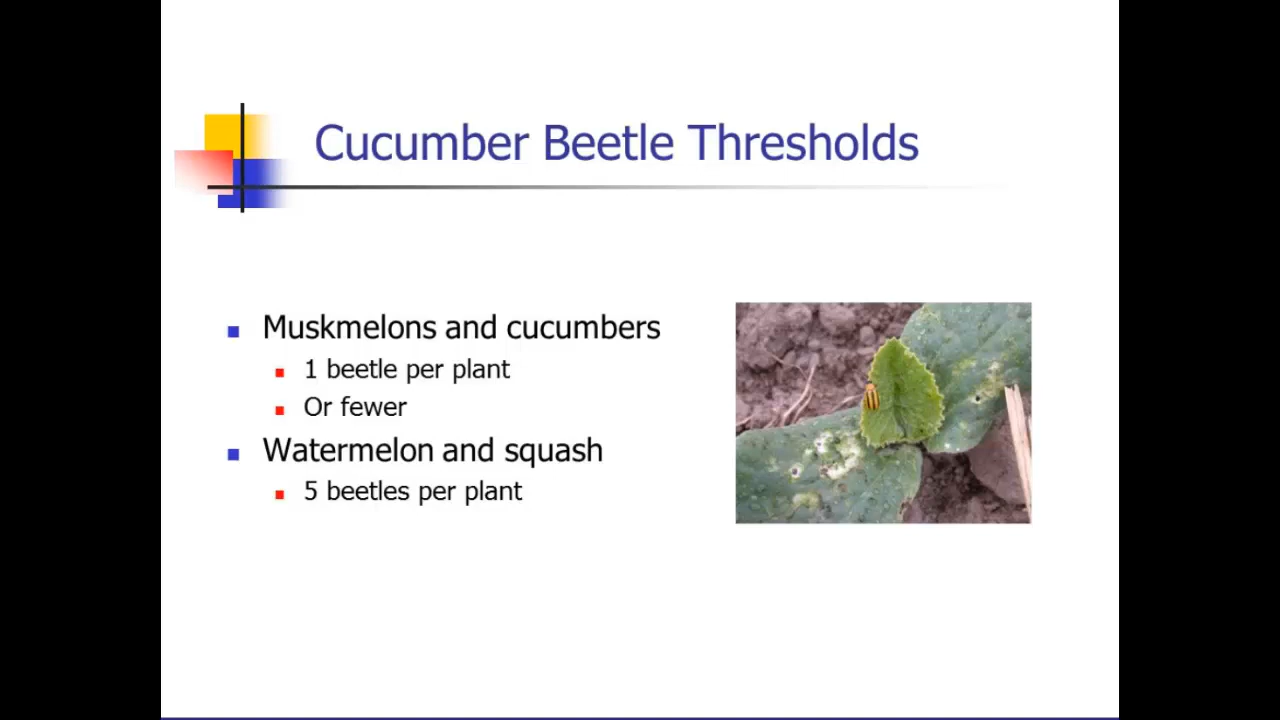 Cucumber Beetle Thresholds
Muskmelons and cucumbers
1 beetle per plant
Or fewer
Watermelon and squash
5 beetles per plant